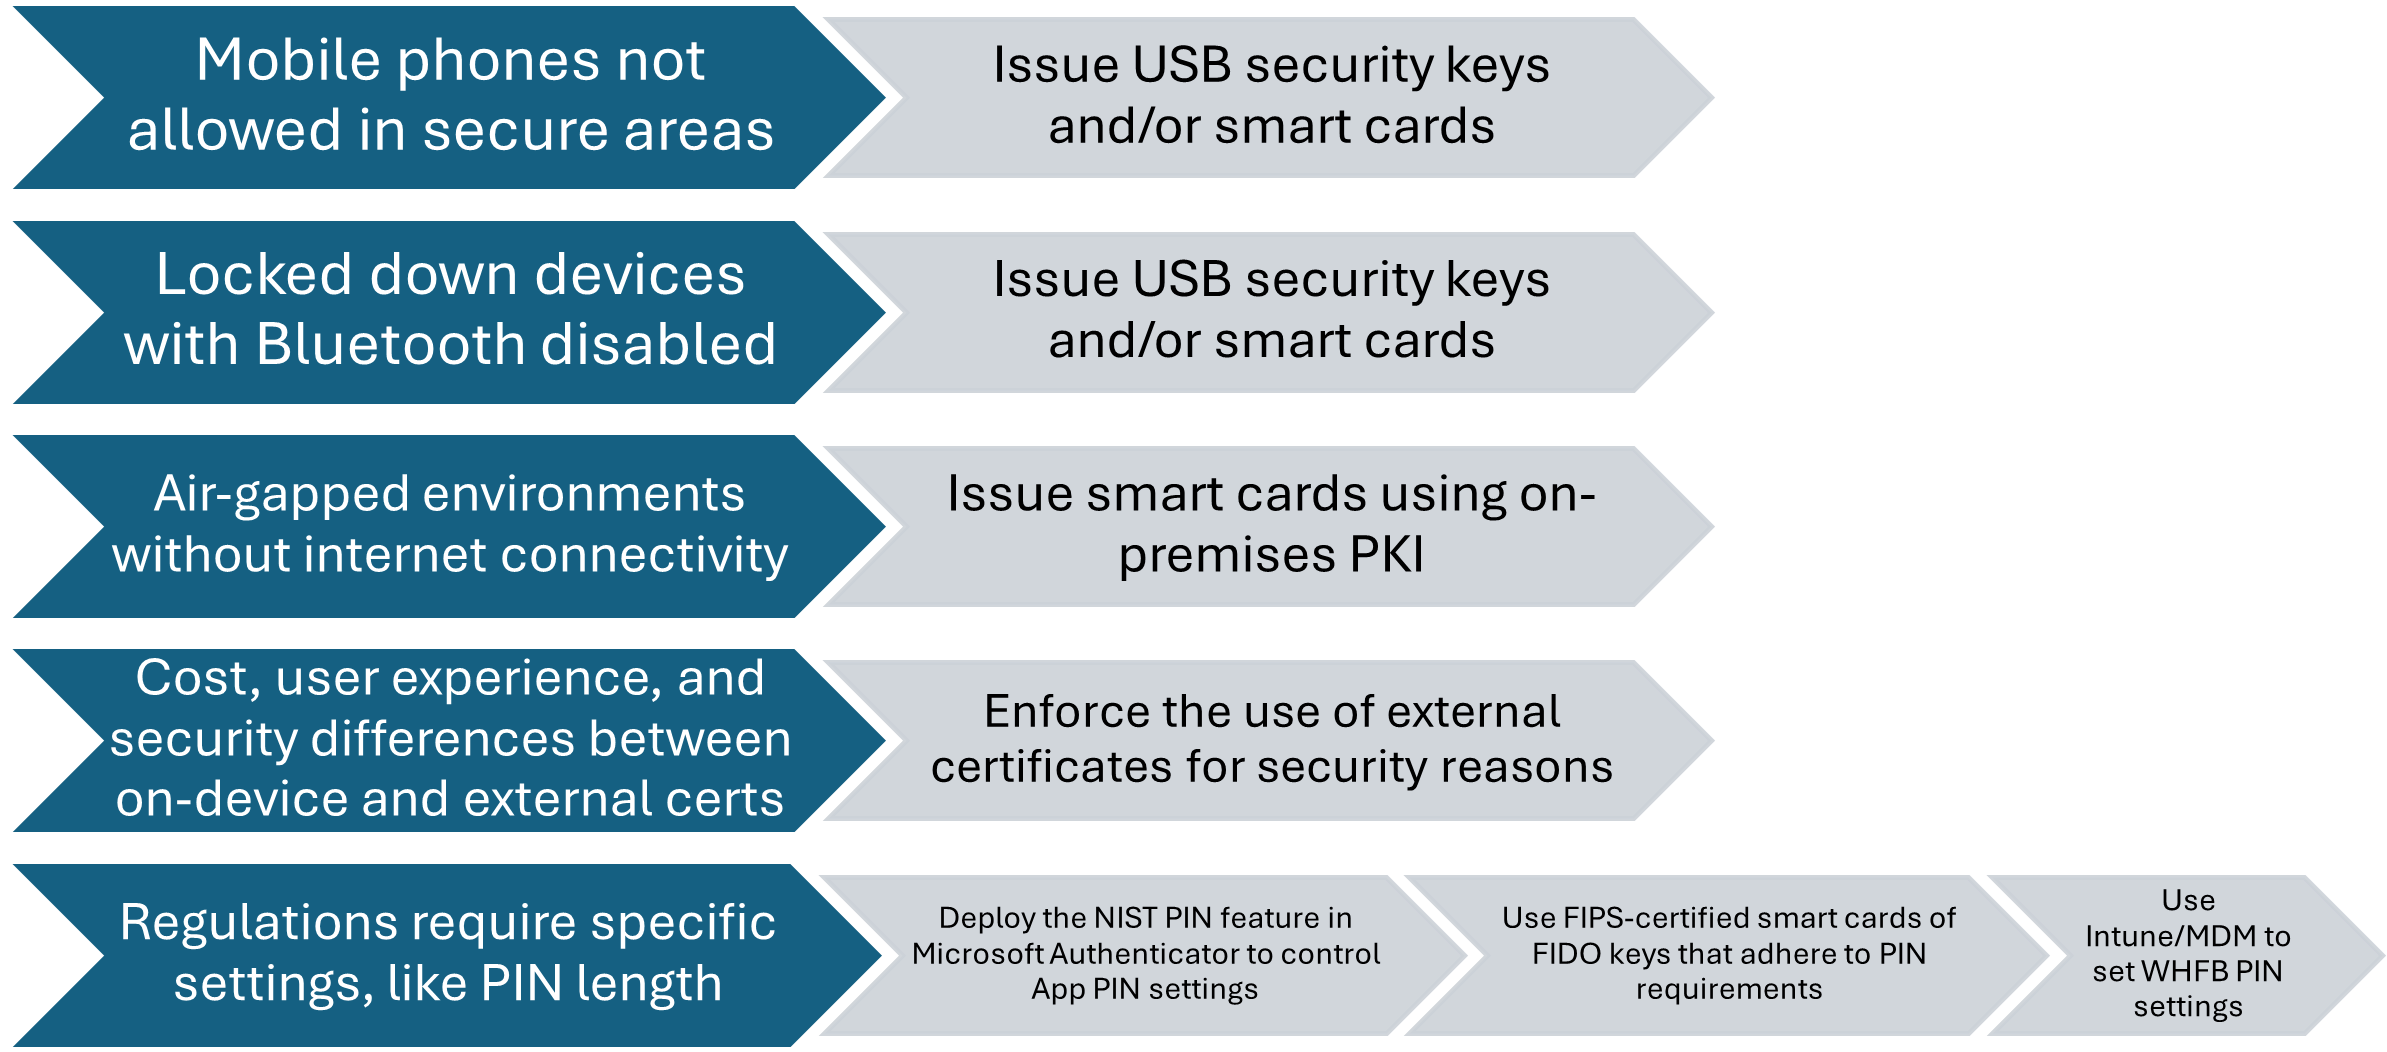 Mobile phones not
allowed in secure areas
Issue USB security keys
and/or smart cards
Locked down devices
with Bluetooth disabled
Issue USB security keys
and/or smart cards
Air-gapped environments
without internet connectivity
Issue smart cards using on-
premises PKI
Cost, user experience, and
security differences between
on-device and external certs
Enforce the use of external
certificates for security reasons
Regulations require specific
settings, like PIN length
Deploy the NIST PIN feature in
Microsoft Authenticator to control
App PIN settings
Use FIPS-certified smart cards of
FIDO keys that adhere to PIN
requirements
Use
Intune/MDM to
set WHFB PIN
settings